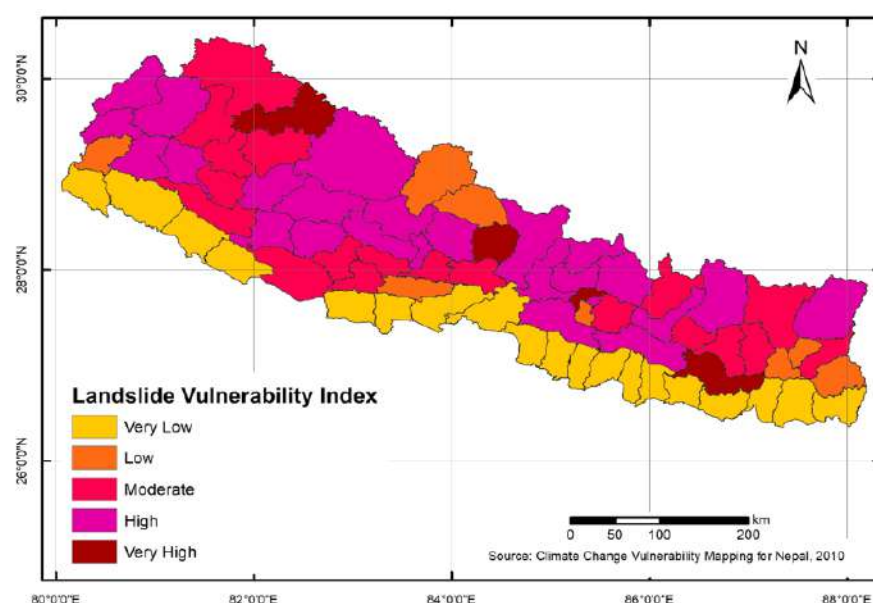 N
30°0'0"N
28°0'0"N
26°0'0"N
Landslide Vulnerability Index
Very Low
Low
Moderate
High
Very High
km
0 50 100 200
Source: Climate Change Vulnerability Mapping for Nepal, 2010
80°0'0"E 82°0'0"E 84°0'0"E 86°0'0"E 88°0'0"E